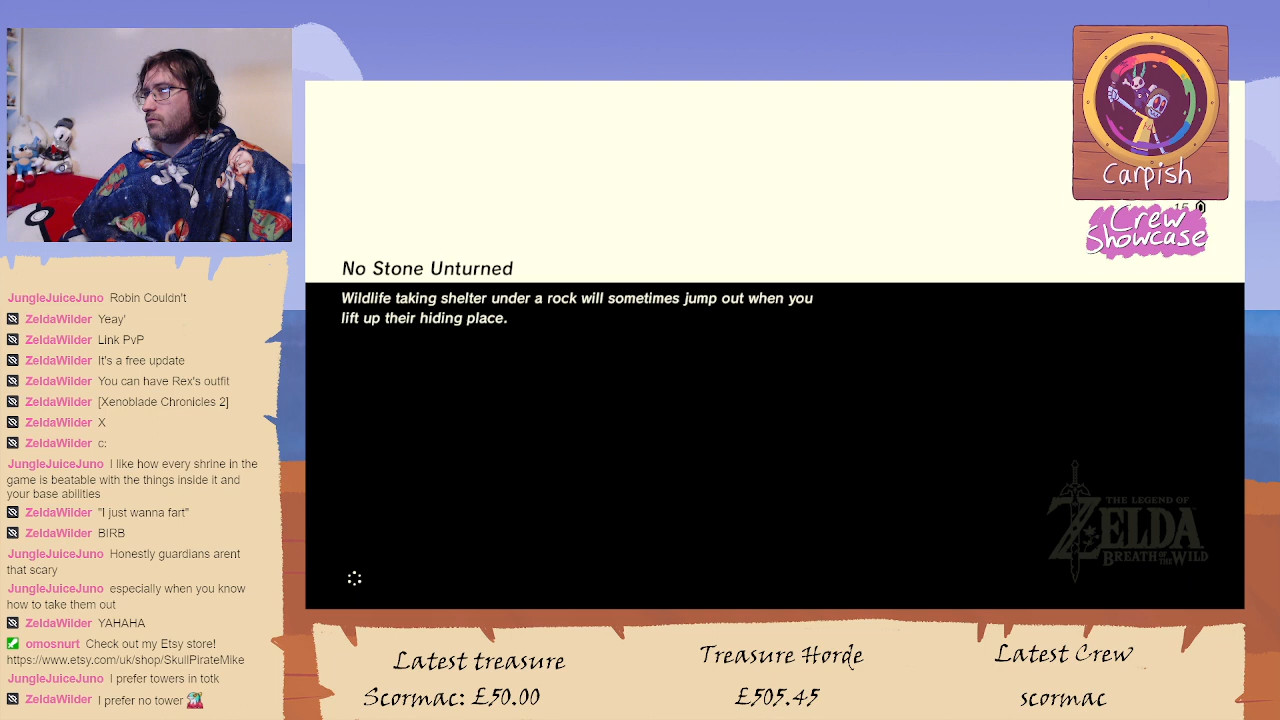 Carpish
Crew
Showcase
No Stone Unturned
Wildlife taking shelter under a rock will sometimes jump out when you
lift up their hiding place.
THE LEGEND OF
ZELDA
BREATH OF THE WILD
JungleJuiceJuno Robin Couldn't
ZeldaWilder Yeay'
ZeldaWilder Link PvP
ZeldaWilder It's a free update
ZeldaWilder You can have Rex's outfit
ZeldaWilder [Xenoblade Chronicles 2]
ZeldaWilder X
ZeldaWilder c:
JungleJuiceJuno I like how every shrine in the
game is beatable with the things inside it and
your base abilities
ZeldaWilder "I just wanna fart"
ZeldaWilder BIRB
JungleJuiceJuno Honestly guardians arent
that scary
JungleJuiceJuno especially when you know
how to take them out
ZeldaWilder YAHAHA
omosnurt Check out my Etsy store!
https://www.etsy.com/uk/shop/SkullPirateMike
JungleJuiceJuno I prefer towers in totk
ZeldaWilder I prefer no tower
Latest treasure
Scormac: £50.00
Treasure Horde
£505.45
Latest Crew
scormac